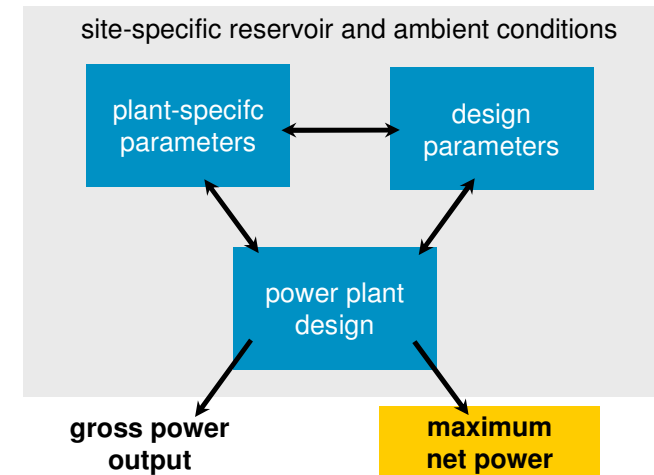 site-specific reservoir and ambient conditions
plant-specifc
parameters
design
parameters
power plant
design
gross power
output
maximum
net power